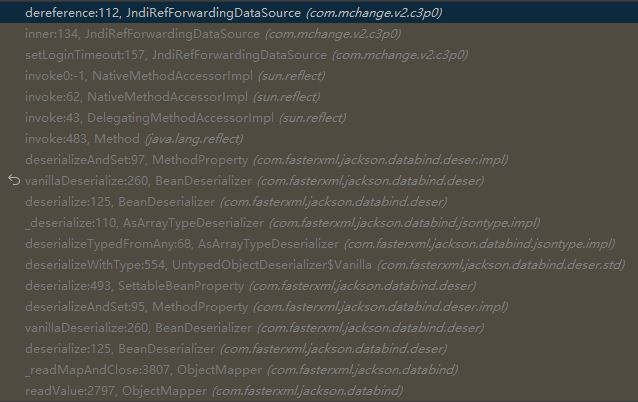 dereference:112, JndiRefForwardingDataSource (com.mchange.v2.c3p0)
inner:134, JndiRefForwardingDataSource (com.mchange.v2.c3p0)
setLoginTimeout:157, JndiRefForwardingDataSource (com.mchange.v2.c3p0)
invoke0:-1, NativeMethodAccessorImpl (sun.reflect)
invoke:62, NativeMethodAccessorImpl (sun.reflect)
invoke:43, DelegatingMethodAccessorImpl (sun.reflect)
invoke:483, Method (java.lang.reflect)
deserializeAndSet:97, MethodProperty (com.fasterxml.jackson.databind.deser.impl)
vanillaDeserialize:260, BeanDeserializer (com.fasterxml.jackson.databind.deser)
deserialize:125, BeanDeserializer (com.fasterxml.jackson.databind.deser)
_deserialize:110, AsArrayTypeDeserializer (com.fasterxml.jackson.databind.jsontype.impl)
deserializeTypedFromAny:68, AsArrayTypeDeserializer (com.fasterxml.jackson.databind.jsontype.impl)
deserializeWithType:554, UntypedObjectDeserializer$Vanilla (com.fasterxml.jackson.databind.deser.std)
deserialize:493, SettableBeanProperty (com.fasterxml.jackson.databind.deser)
deserializeAndSet:95, MethodProperty (com.fasterxml.jackson.databind.deser.impl)
vanillaDeserialize:260, BeanDeserializer (com.fasterxml.jackson.databind.deser)
deserialize:125, BeanDeserializer (com.fasterxml.jackson.databind.deser)
_readMapAndClose:3807, ObjectMapper (com.fasterxml.jackson.databind)
readValue:2797, ObjectMapper (com.fasterxml.jackson.databind)